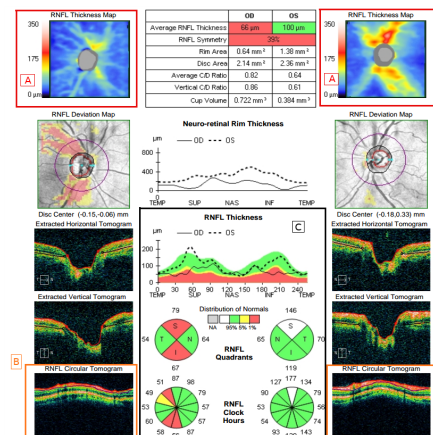 RNFL Thickness Map
OD OS
RNFL Thickness Map
Average RNFL Thickness 66 µm 100 µm
RNFL Symmetry 39%
Rim Area 0.64 mm² 1.38 mm²
Disc Area 2.14 mm² 2.36 mm²
Average C/D Ratio 0.82 0.64
Vertical C/D Ratio 0.86 0.61
Cup Volume 0.722 mm³ 0.384 mm³
350
175
0 µm
A
350
175
0 µm
A
RNFL Deviation Map
Neuro-retinal Rim Thickness
RNFL Deviation Map
µm
OD OS
800
400
0
TEMP SUP NAS INF TEMP
Disc Center (-0.15,-0.06) mm
Disc Center (-0.18,0.33) mm
Extracted Horizontal Tomogram
RNFL Thickness
C
Extracted Horizontal Tomogram
µm
OD OS
200
100
0
0 30 60 90 120 150 180 210 240
TEMP SUP NAS INF TEMP
Extracted Vertical Tomogram
Extracted Vertical Tomogram
Distribution of Normals
NA 95% 5% 1%
79
S
54 T N 64
I
67
RNFL
Quadrants
146
S
65 N T 70
I
119
B
RNFL Circular Tomogram
RNFL Circular Tomogram
51 87 98
49 79
53 57
60 56
RNFL
Clock
Hours
127 177 134
98 79
53 60
54
93